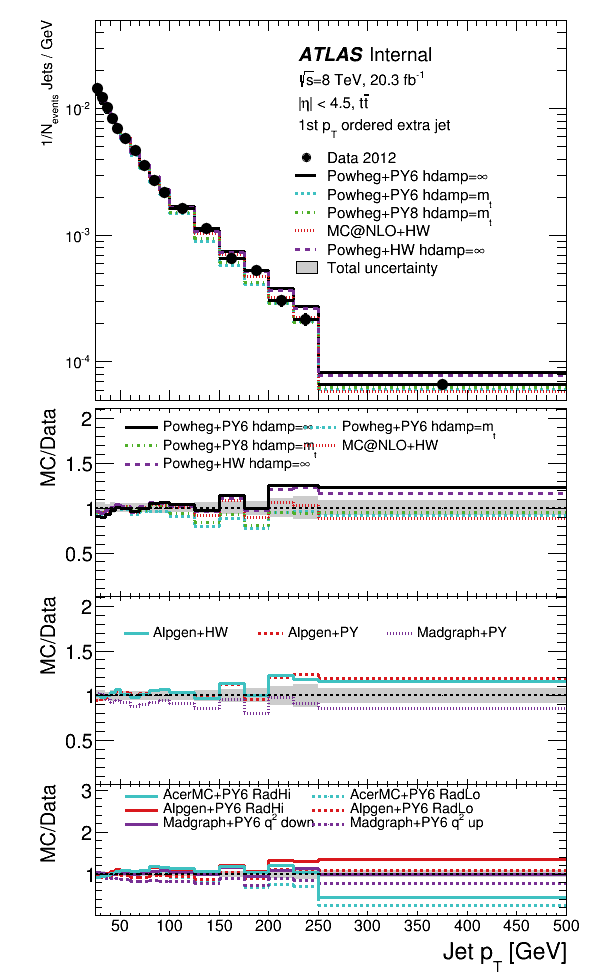 ATLAS Internal
√s=8 TeV, 20.3 fb⁻¹
|η| < 4.5, tt̄
1st p_T ordered extra jet
Data 2012
Powheg+PY6 hdamp=∞
Powheg+PY6 hdamp=m_t
Powheg+PY8 hdamp=m_t
MC@NLO+HW
Powheg+HW hdamp=∞
Total uncertainty
1/N_events Jets / GeV
10⁻²
10⁻³
10⁻⁴
MC/Data
2
1.5
1
0.5
Powheg+PY6 hdamp=∞ Powheg+PY6 hdamp=m_t
Powheg+PY8 hdamp=m_t MC@NLO+HW
Powheg+HW hdamp=∞
MC/Data
2
1.5
1
0.5
Alpgen+HW Alpgen+PY Madgraph+PY
MC/Data
3
2
1
AcerMC+PY6 RadHi AcerMC+PY6 RadLo
Alpgen+PY6 RadHi Alpgen+PY6 RadLo
Madgraph+PY6 q² down Madgraph+PY6 q² up
50 100 150 200 250 300 350 400 450 500
Jet p_T [GeV]